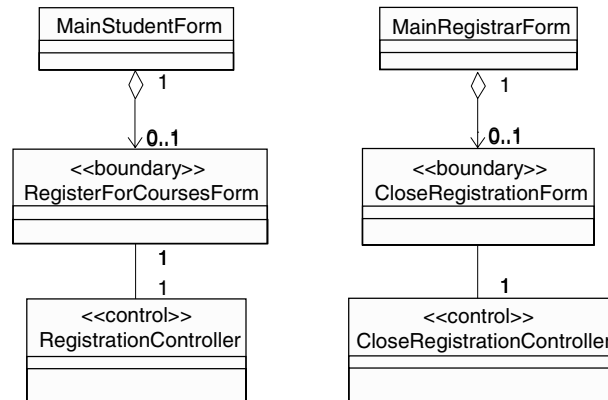 MainStudentForm
1
0..1
<<boundary>>
RegisterForCoursesForm
1
1
<<control>>
RegistrationController
MainRegistrarForm
1
0..1
<<boundary>>
CloseRegistrationForm
1
<<control>>
CloseRegistrationController